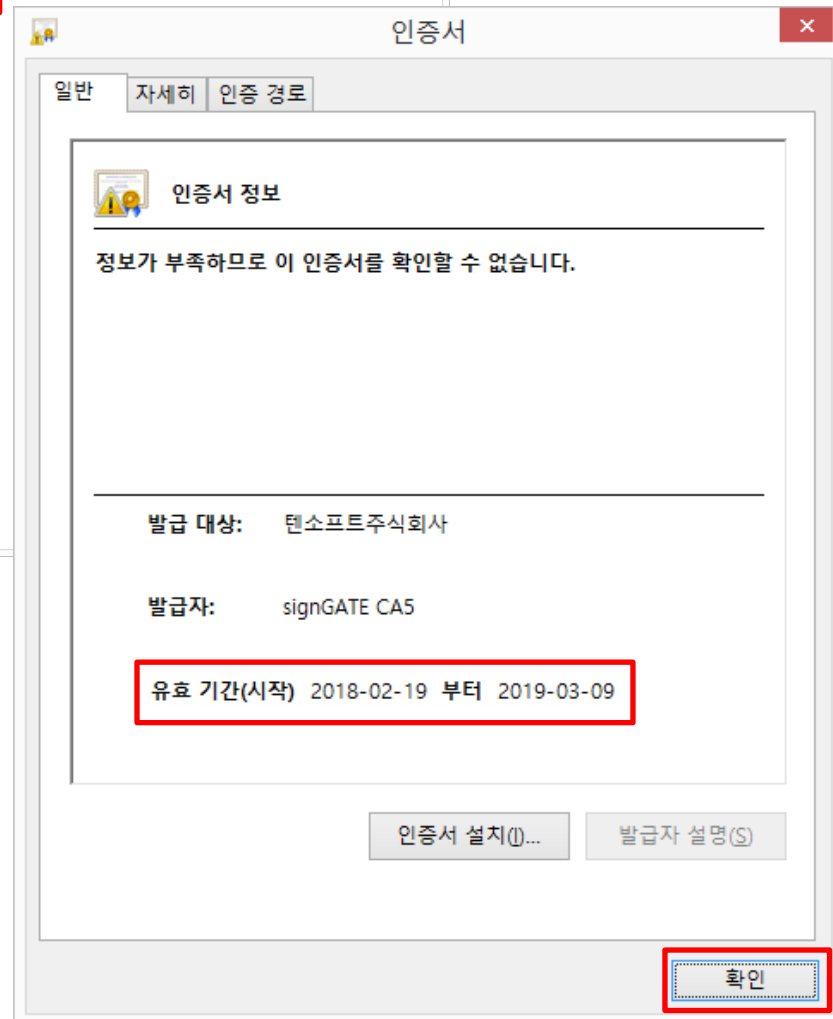 인증서
일반 자세히 인증 경로
인증서 정보
정보가 부족하므로 이 인증서를 확인할 수 없습니다.
발급 대상: 텐소프트주식회사
발급자: signGATE CA5
유효 기간(시작) 2018-02-19 부터 2019-03-09
인증서 설치(I)... 발급자 설명(S)
확인